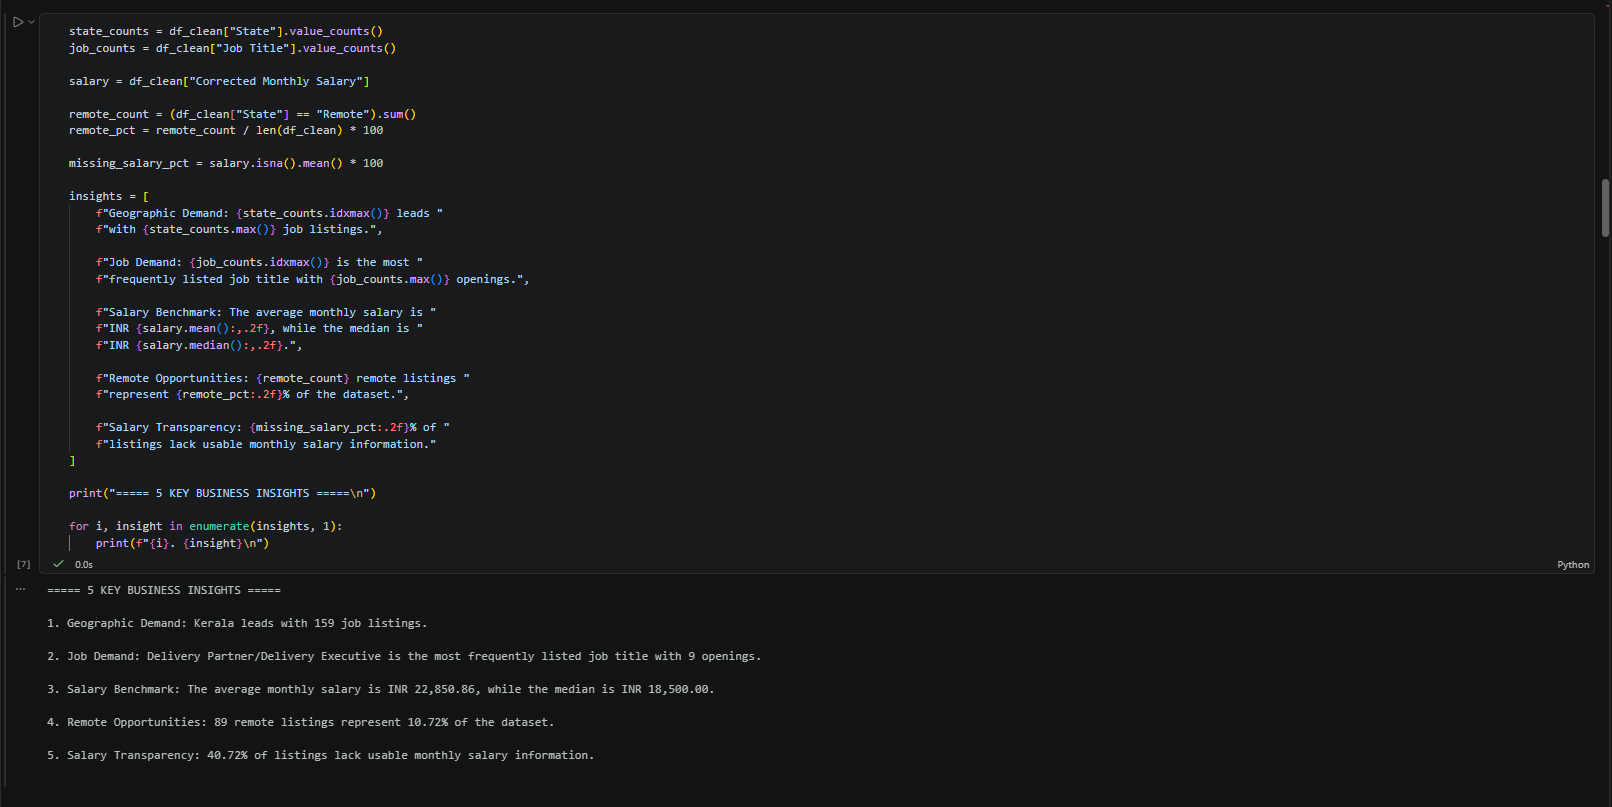 state_counts = df_clean["State"].value_counts()
job_counts = df_clean["Job Title"].value_counts()
salary = df_clean["Corrected Monthly Salary"]
remote_count = (df_clean["State"] == "Remote").sum()
remote_pct = remote_count / len(df_clean) * 100
missing_salary_pct = salary.isna().mean() * 100
insights = [
    f"Geographic Demand: {state_counts.idxmax()} leads "
    f"with {state_counts.max()} job listings.",
    f"Job Demand: {job_counts.idxmax()} is the most "
    f"frequently listed job title with {job_counts.max()} openings.",
    f"Salary Benchmark: The average monthly salary is "
    f"INR {salary.mean():,.2f}, while the median is "
    f"INR {salary.median():,.2f}.",
    f"Remote Opportunities: {remote_count} remote listings "
    f"represent {remote_pct:.2f}% of the dataset.",
    f"Salary Transparency: {missing_salary_pct:.2f}% of "
    f"listings lack usable monthly salary information."
]
print("===== 5 KEY BUSINESS INSIGHTS =====\n")
for i, insight in enumerate(insights, 1):
    print(f"{i}. {insight}\n")
[7] 0.0s Python
===== 5 KEY BUSINESS INSIGHTS =====
1. Geographic Demand: Kerala leads with 159 job listings.
2. Job Demand: Delivery Partner/Delivery Executive is the most frequently listed job title with 9 openings.
3. Salary Benchmark: The average monthly salary is INR 22,850.86, while the median is INR 18,500.00.
4. Remote Opportunities: 89 remote listings represent 10.72% of the dataset.
5. Salary Transparency: 40.72% of listings lack usable monthly salary information.